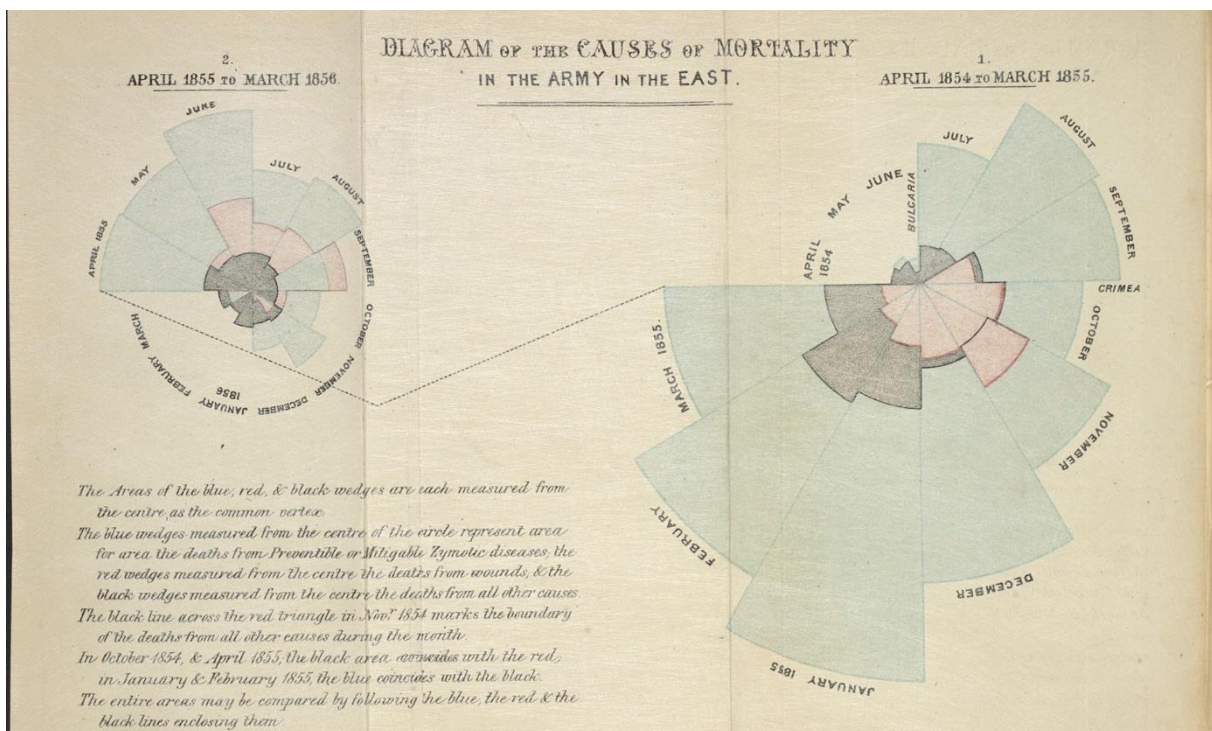 DIAGRAM OF THE CAUSES OF MORTALITY
IN THE ARMY IN THE EAST.
2.
APRIL 1855 TO MARCH 1856.
JUNE
JULY
AUGUST
SEPTEMBER
OCTOBER
NOVEMBER
DECEMBER
JANUARY
1856
FEBRUARY
MARCH
APRIL 1855
MAY
1.
APRIL 1854 TO MARCH 1855.
APRIL
1854
MAY
JUNE
BULGARIA
JULY
AUGUST
SEPTEMBER
CRIMEA
OCTOBER
NOVEMBER
DECEMBER
JANUARY 1855
FEBRUARY
MARCH 1855.
The Areas of the blue, red, & black wedges are each measured from
the centre as the common vertex.
The blue wedges measured from the centre of the circle represent area
for area the deaths from Preventible or Mitigable Zymotic diseases; the
red wedges measured from the centre the deaths from wounds; & the
black wedges measured from the centre the deaths from all other causes.
The black line across the red triangle in Novr. 1854 marks the boundary
of the deaths from all other causes during the month.
In October 1854, & April 1855, the black area coincides with the red;
in January & February 1855, the blue coincides with the black.
The entire areas may be compared by following the blue, the red & the
black lines enclosing them.